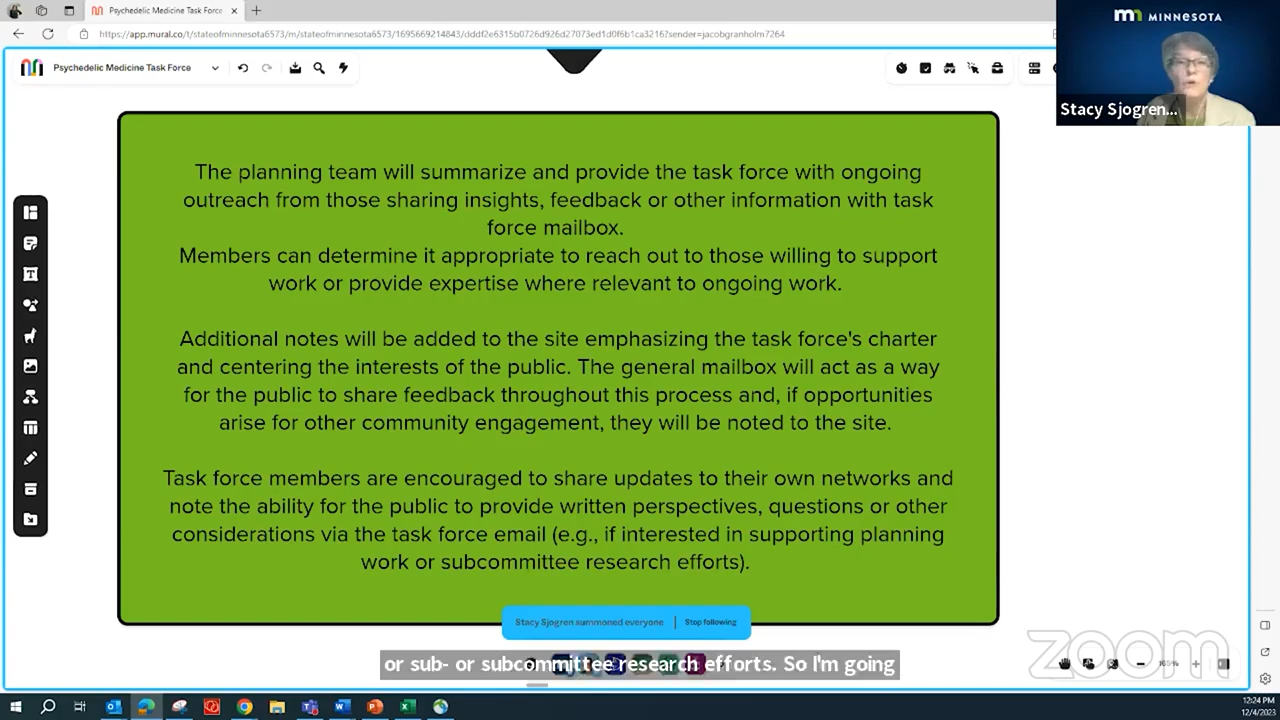 Psychedelic Medicine Task Force
https://app.mural.co/t/stateofminnesota6573/m/stateofminnesota6573/1695669214843/dddf2e6315b0726d926d27073ed1d0f6b1ca3216?sender=jacobgranholm7264
MINNESOTA
Psychedelic Medicine Task Force
Stacy Sjogren...
The planning team will summarize and provide the task force with ongoing
outreach from those sharing insights, feedback or other information with task
force mailbox.
Members can determine it appropriate to reach out to those willing to support
work or provide expertise where relevant to ongoing work.
Additional notes will be added to the site emphasizing the task force's charter
and centering the interests of the public. The general mailbox will act as a way
for the public to share feedback throughout this process and, if opportunities
arise for other community engagement, they will be noted to the site.
Task force members are encouraged to share updates to their own networks and
note the ability for the public to provide written perspectives, questions or other
considerations via the task force email (e.g., if interested in supporting planning
work or subcommittee research efforts).
Stacy Sjogren summoned everyone | Stop following
or sub- or subcommittee research efforts. So I'm going
zoom
12:24 PM
12/4/2023